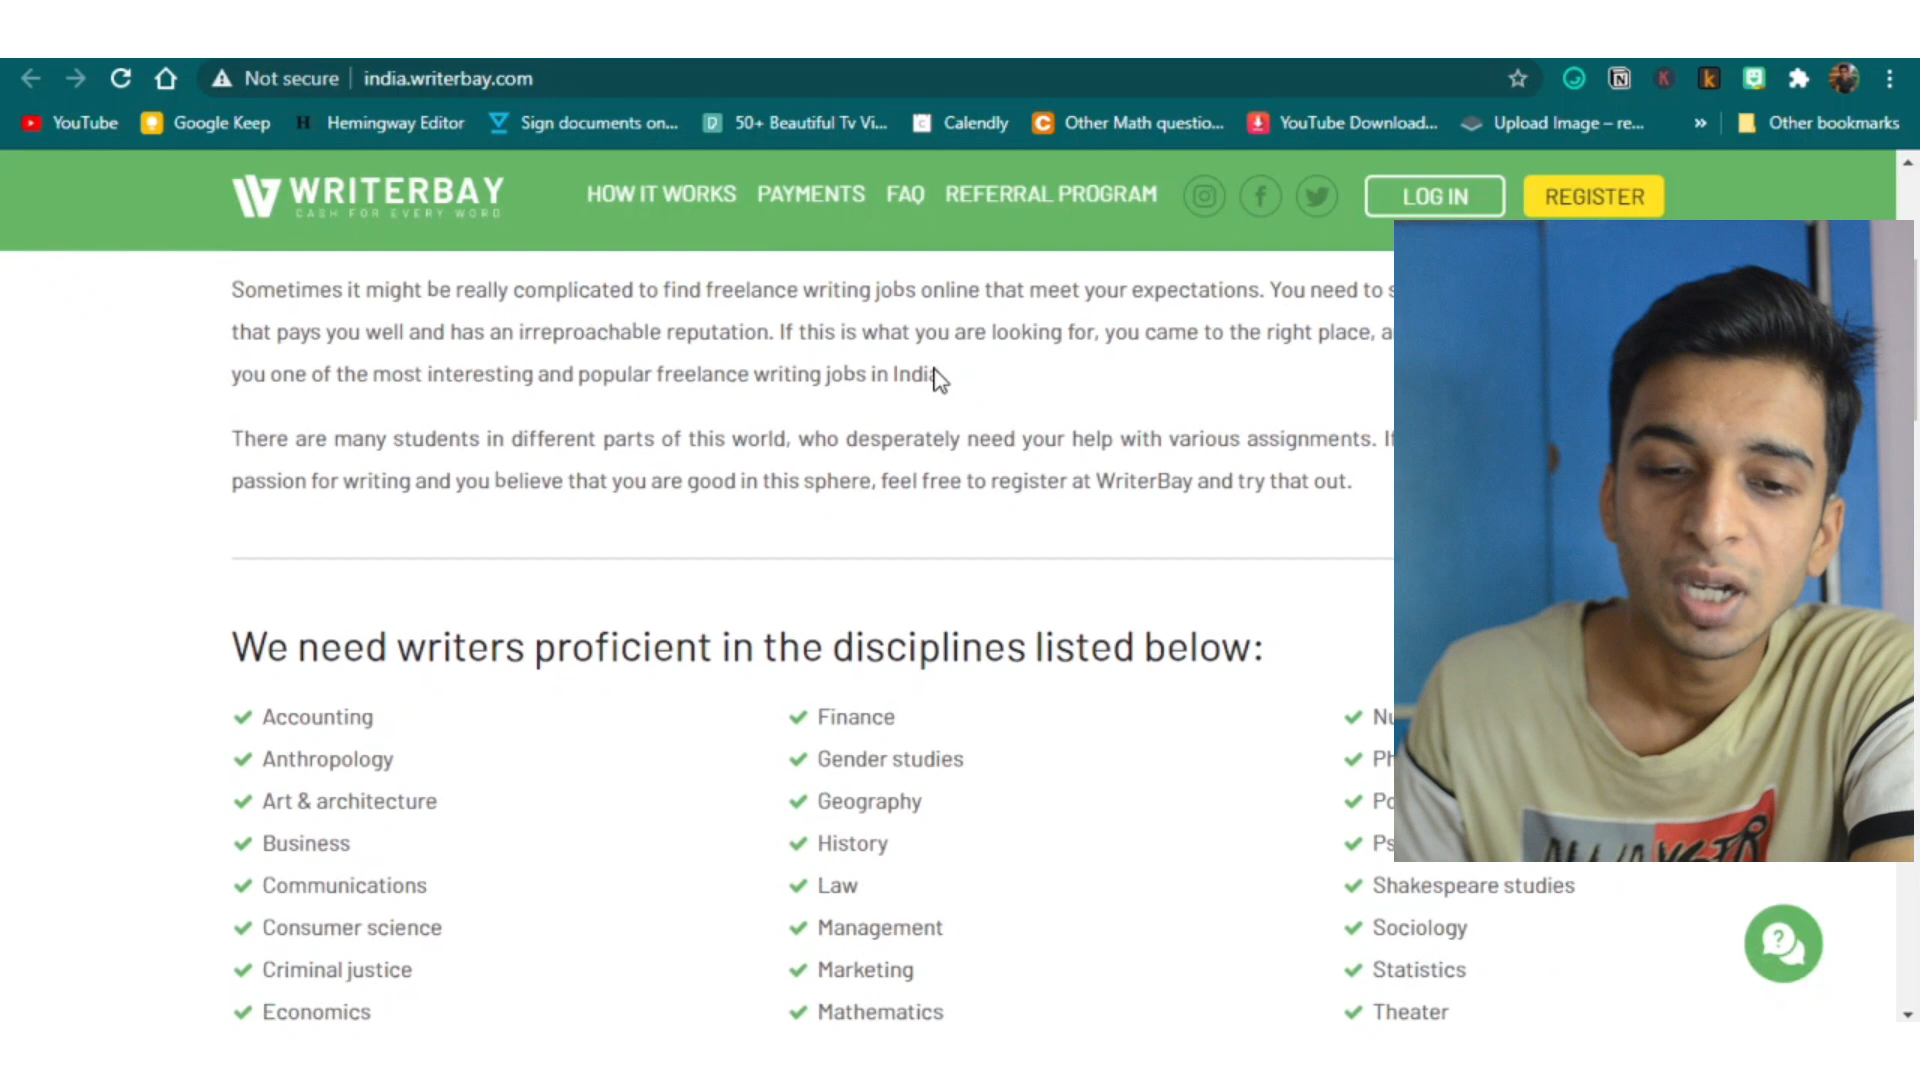 Not secure india.writerbay.com
YouTube Google Keep Hemingway Editor Sign documents on... 50+ Beautiful Tv Vi... Calendly Other Math questio... YouTube Download... Upload Image – re... » Other bookmarks
WRITERBAY HOW IT WORKS PAYMENTS FAQ REFERRAL PROGRAM LOG IN REGISTER
CASH FOR EVERY WORD
Sometimes it might be really complicated to find freelance writing jobs online that meet your expectations. You need to
that pays you well and has an irreproachable reputation. If this is what you are looking for, you came to the right place,
you one of the most interesting and popular freelance writing jobs in India
There are many students in different parts of this world, who desperately need your help with various assignments.
passion for writing and you believe that you are good in this sphere, feel free to register at WriterBay and try that out.
We need writers proficient in the disciplines listed below:
Accounting
Anthropology
Art & architecture
Business
Communications
Consumer science
Criminal justice
Economics
Finance
Gender studies
Geography
History
Law
Management
Marketing
Mathematics
Nu
Ph
Po
Ps
Shakespeare studies
Sociology
Statistics
Theater